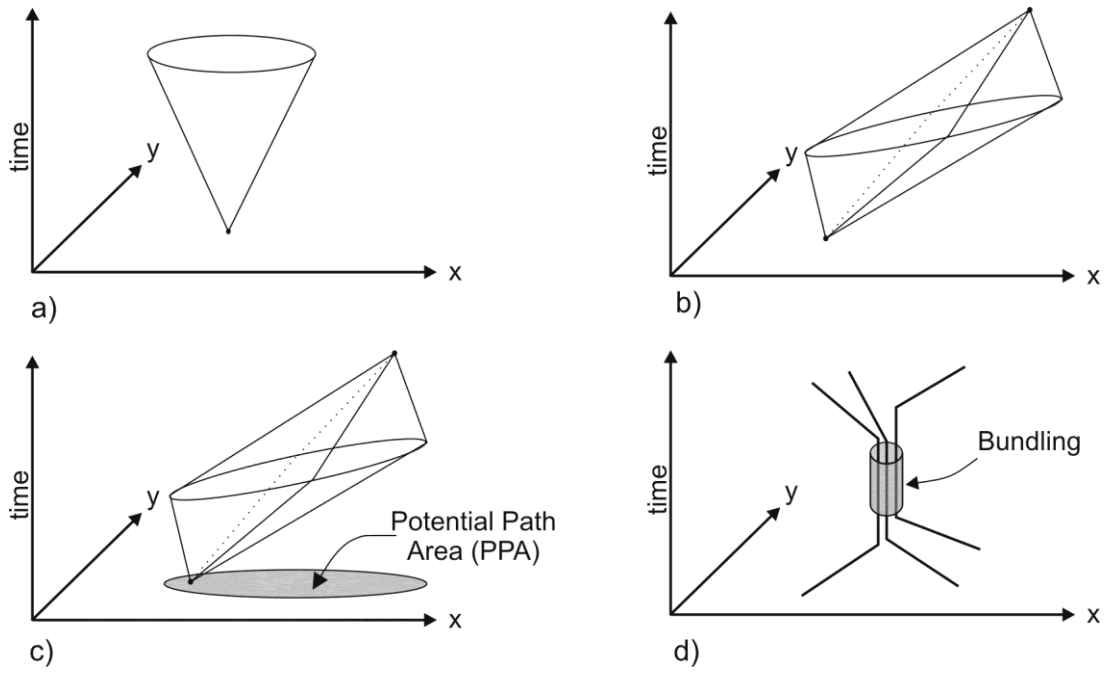 time
y
x
a)
time
y
x
b)
time
y
Potential Path
Area (PPA)
x
c)
time
y
Bundling
x
d)